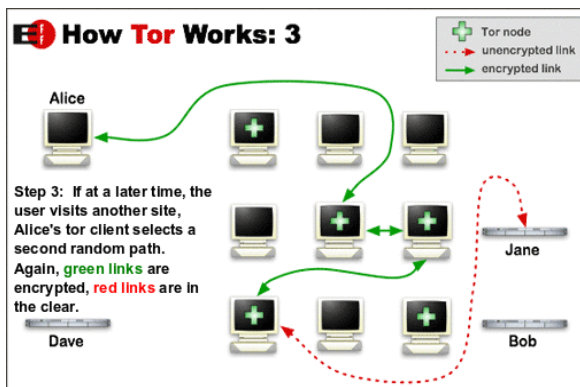 EFF How Tor Works: 3
Tor node
unencrypted link
encrypted link
Alice
Step 3: If at a later time, the
user visits another site,
Alice's tor client selects a
second random path.
Again, green links are
encrypted, red links are in
the clear.
Jane
Dave
Bob